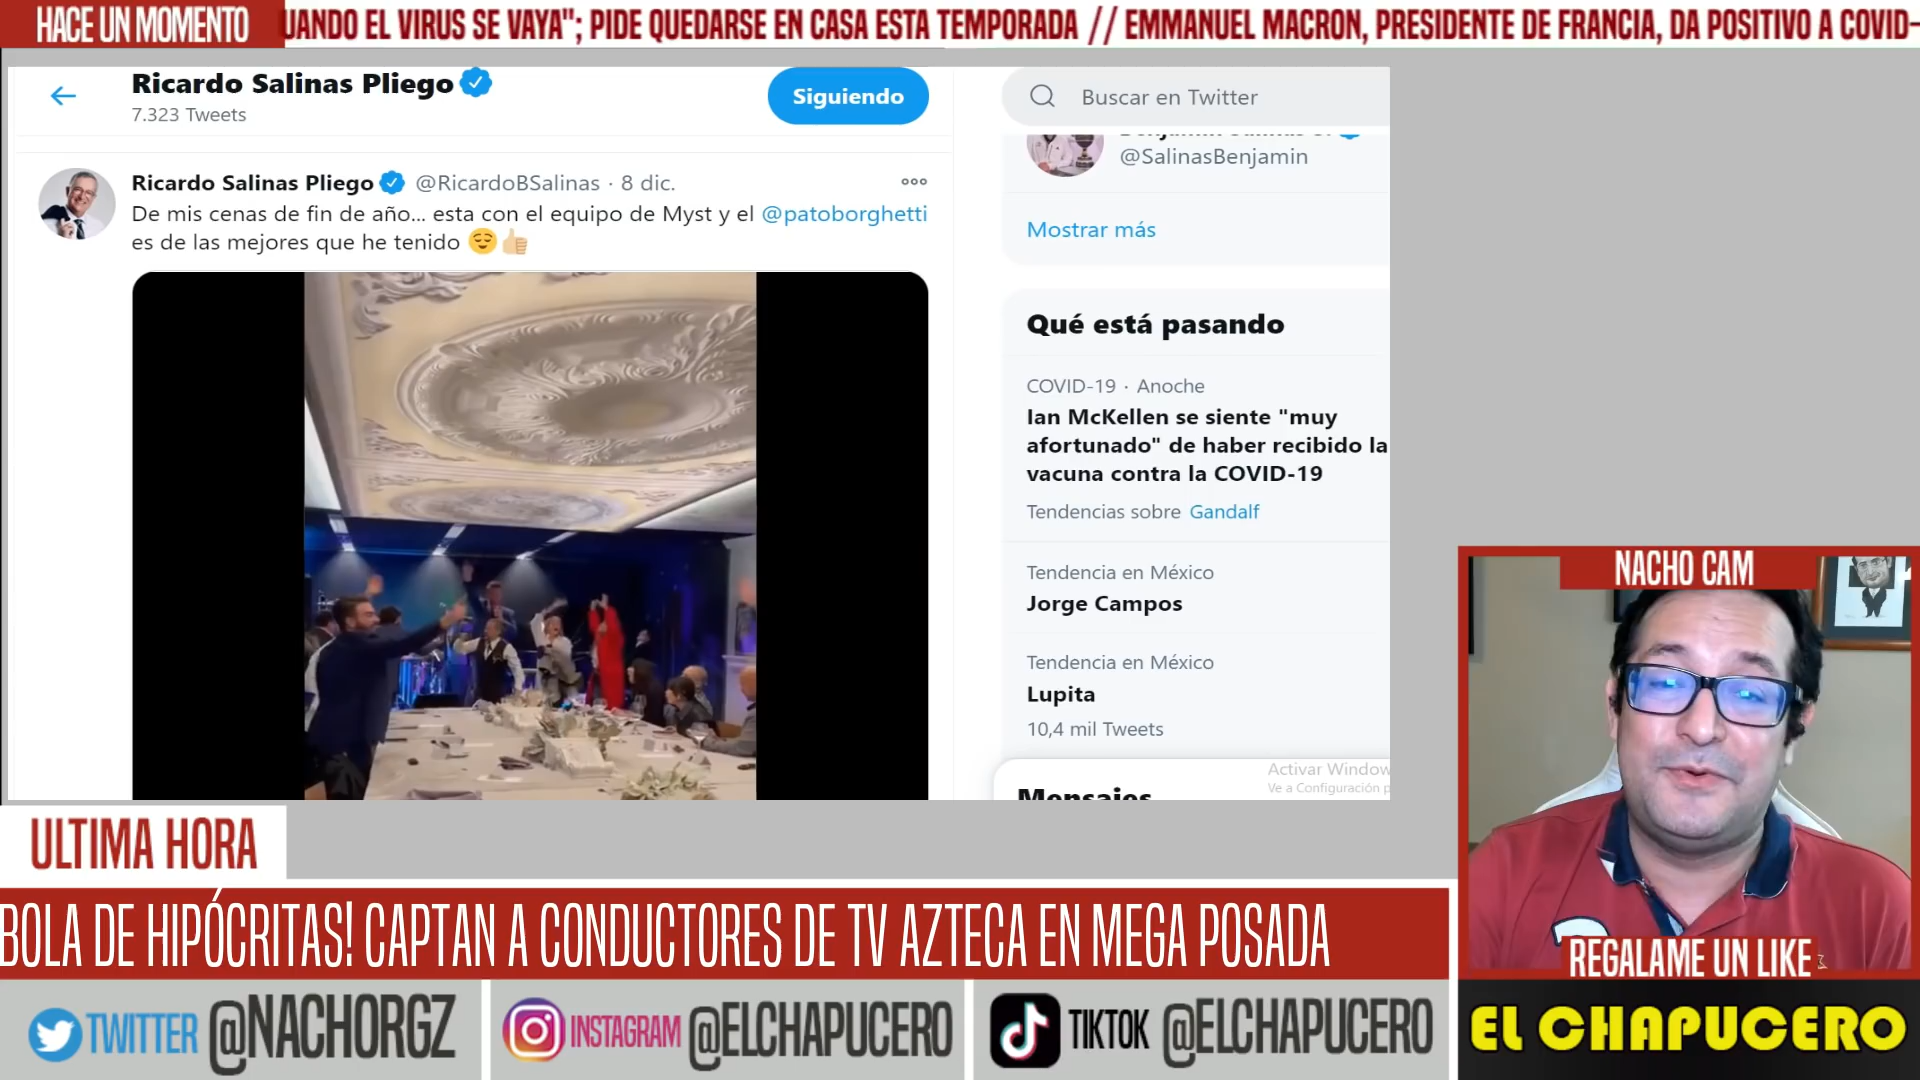 HACE UN MOMENTO
UANDO EL VIRUS SE VAYA"; PIDE QUEDARSE EN CASA ESTA TEMPORADA // EMMANUEL MACRON, PRESIDENTE DE FRANCIA, DA POSITIVO A COVID-
Ricardo Salinas Pliego
7.323 Tweets
Siguiendo
Ricardo Salinas Pliego @RicardoBSalinas · 8 dic.
De mis cenas de fin de año... esta con el equipo de Myst y el @patoborghetti
es de las mejores que he tenido 😌👍🏼
Buscar en Twitter
@SalinasBenjamin
Mostrar más
Qué está pasando
COVID-19 · Anoche
Ian McKellen se siente "muy
afortunado" de haber recibido la
vacuna contra la COVID-19
Tendencias sobre Gandalf
Tendencia en México
Jorge Campos
Tendencia en México
Lupita
10,4 mil Tweets
Activar Window
Ve a Configuración p
Mensajes
NACHO CAM
REGALAME UN LIKE
EL CHAPUCERO
ULTIMA HORA
BOLA DE HIPÓCRITAS! CAPTAN A CONDUCTORES DE TV AZTECA EN MEGA POSADA
TWITTER @NACHORGZ
INSTAGRAM @ELCHAPUCERO
TIKTOK @ELCHAPUCERO